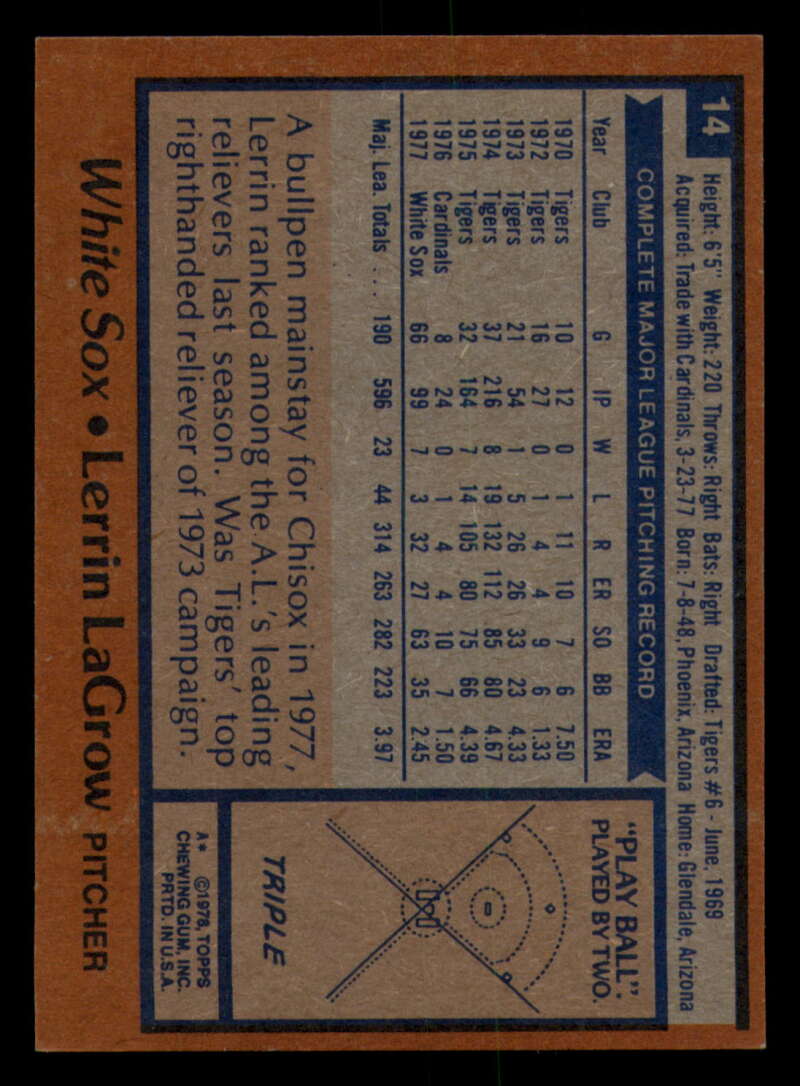 14
Height: 6'5" Weight: 220 Throws: Right Bats: Right Drafted: Tigers #6 - June, 1969
Acquired: Trade with Cardinals, 3-23-77 Born: 7-8-48, Phoenix, Arizona Home: Glendale, Arizona
COMPLETE MAJOR LEAGUE PITCHING RECORD
Year Club G IP W L R ER SO BB ERA
1970 Tigers 10 12 0 1 11 10 7 6 7.50
1972 Tigers 16 27 0 1 4 4 9 6 1.33
1973 Tigers 21 54 1 5 26 26 33 23 4.33
1974 Tigers 37 216 8 19 132 112 85 80 4.67
1975 Tigers 32 164 7 14 105 80 75 66 4.39
1976 Cardinals 8 24 0 1 4 4 10 7 1.50
1977 White Sox 66 99 7 3 32 27 63 35 2.45
Maj. Lea. Totals ... 190 596 23 44 314 263 282 223 3.97
A bullpen mainstay for Chisox in 1977,
Lerrin ranked among the A.L.'s leading
relievers last season. Was Tigers' top
righthanded reliever of 1973 campaign.
"PLAY BALL":
PLAYED BY TWO.
TRIPLE
A* ©1978, TOPPS
CHEWING GUM, INC.
PRTD. IN U.S.A.
White Sox • Lerrin LaGrow PITCHER